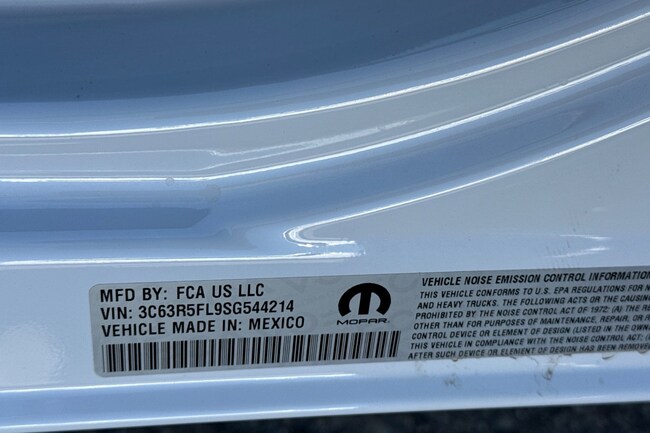 MFD BY: FCA US LLC
VIN: 3C63R5FL9SG544214
VEHICLE MADE IN: MEXICO
MOPAR.
VEHICLE NOISE EMISSION CONTROL INFORMATION
THIS VEHICLE CONFORMS TO U.S. EPA REGULATIONS FOR N
AND HEAVY TRUCKS. THE FOLLOWING ACTS OR THE CAUSING
PROHIBITED BY THE NOISE CONTROL ACT OF 1972: (A) THE R
OTHER THAN FOR PURPOSES OF MAINTENANCE, REPAIR, OR
CONTROL DEVICE OR ELEMENT OF DESIGN (LISTED IN THE OWN
VEHICLE IN COMPLIANCE WITH THE NOISE CONTROL ACT;
AFTER SUCH DEVICE OR ELEMENT OF DESIGN HAS BEEN REMOVED